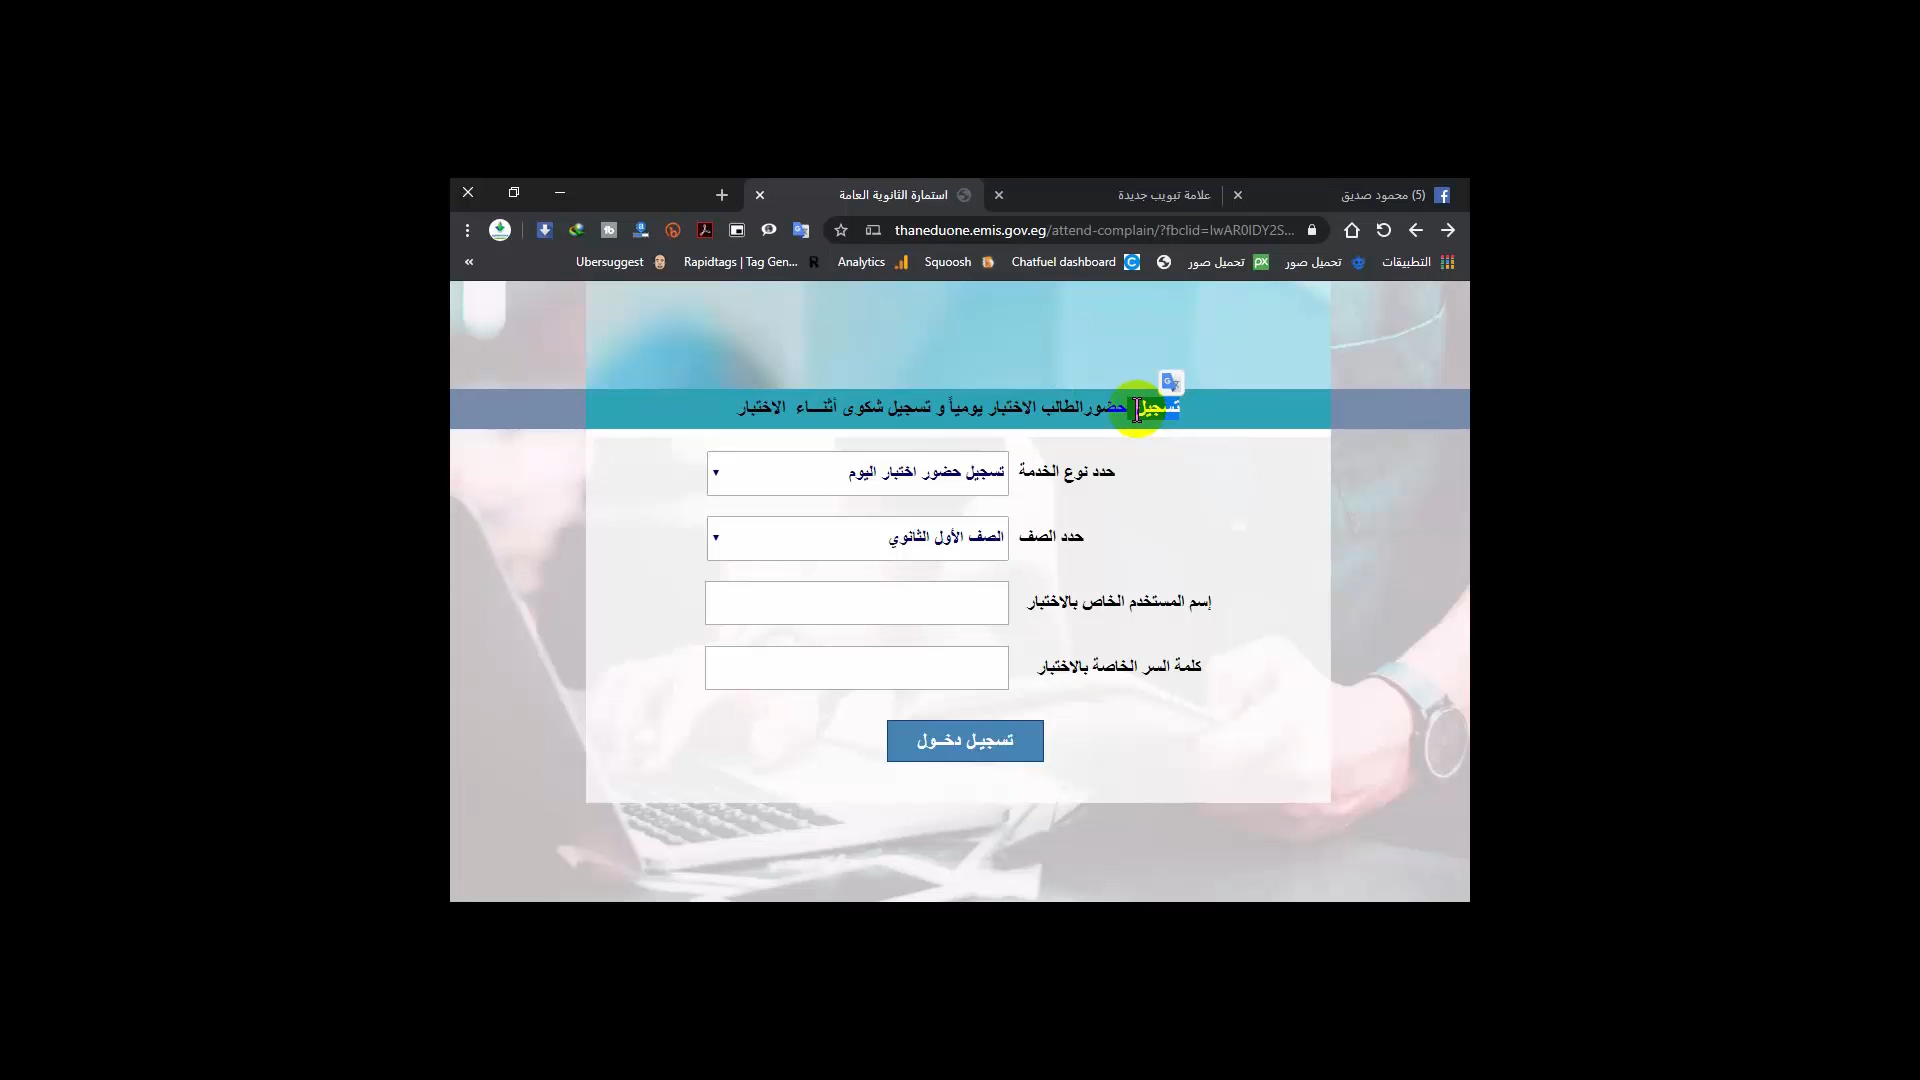 (5) محمود صديق
علامة تبويب جديدة
استمارة الثانوية العامة
thaneduone.emis.gov.eg/attend-complain/?fbclid=IwAR0IDY2S...
التطبيقات
تحميل صور
تحميل صور
Chatfuel dashboard
Squoosh
Analytics
Rapidtags | Tag Gen...
Ubersuggest
تسجيل حضورالطالب الاختبار يومياً و تسجيل شكوى أثنـــاء الاختبار
حدد نوع الخدمة
تسجيل حضور اختبار اليوم
حدد الصف
الصف الأول الثانوي
إسم المستخدم الخاص بالاختبار
كلمة السر الخاصة بالاختبار
تسجيـل دخــول